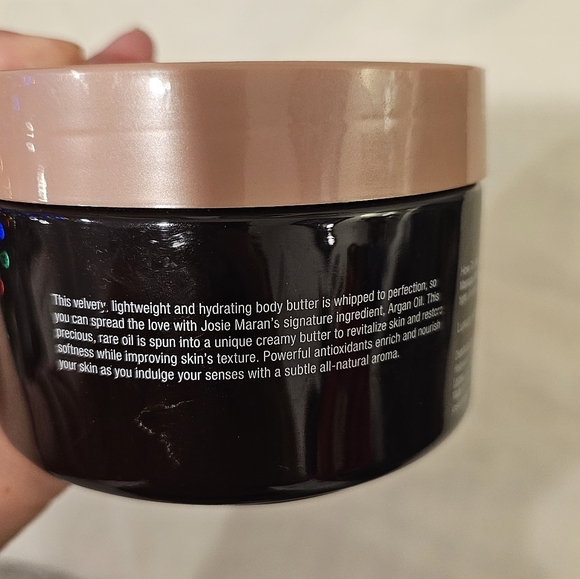 This velvety, lightweight and hydrating body butter is whipped to perfection, so
you can spread the love with Josie Maran's signature ingredient, Argan Oil. This
precious, rare oil is spun into a unique creamy butter to revitalize skin and restore
softness while improving skin's texture. Powerful antioxidants enrich and nourish
your skin as you indulge your senses with a subtle all-natural aroma.